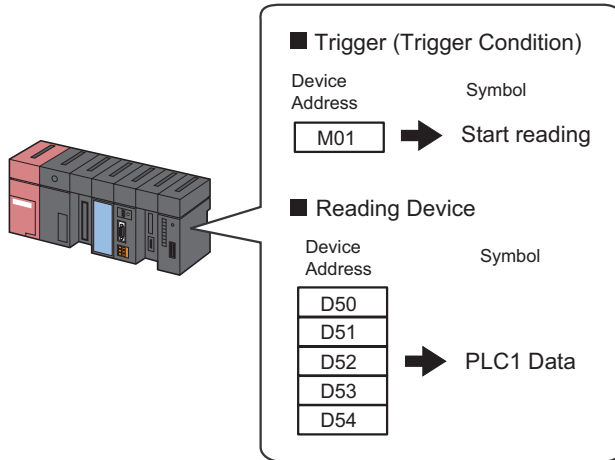 ■ Trigger (Trigger Condition)
Device
Address
Symbol
M01
Start reading
■ Reading Device
Device
Address
Symbol
D50
D51
D52
D53
D54
PLC1 Data